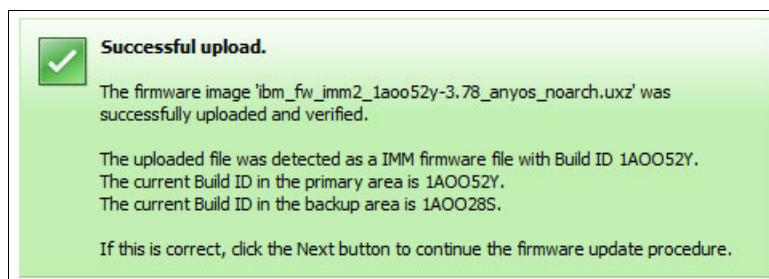 Successful upload.
The firmware image 'ibm_fw_imm2_1aoo52y-3.78_anyos_noarch.uxz' was
successfully uploaded and verified.
The uploaded file was detected as a IMM firmware file with Build ID 1AOO52Y.
The current Build ID in the primary area is 1AOO52Y.
The current Build ID in the backup area is 1AOO28S.
If this is correct, click the Next button to continue the firmware update procedure.